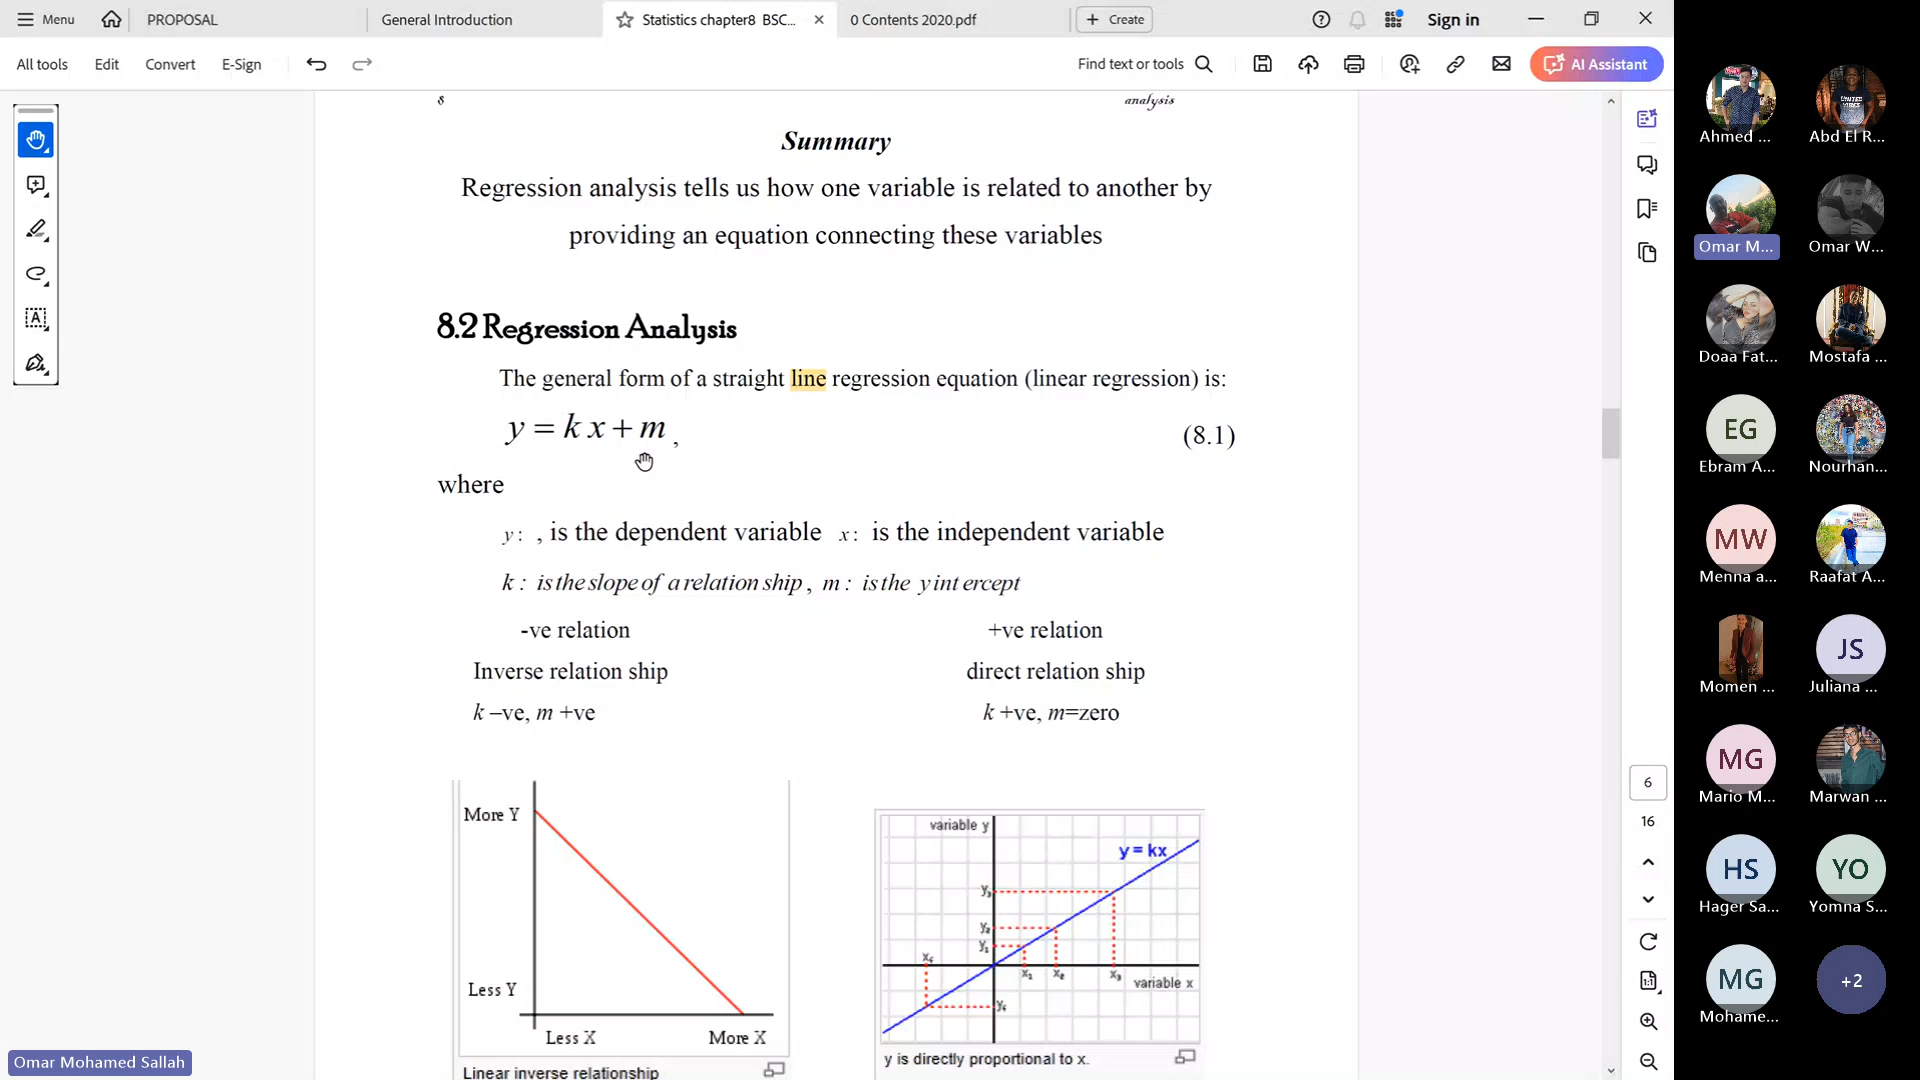 Menu
PROPOSAL
General Introduction
Statistics chapter8 BSC...
0 Contents 2020.pdf
Create
Sign in
All tools
Edit
Convert
E-Sign
Find text or tools
AI Assistant
8
analysis
Summary
Regression analysis tells us how one variable is related to another by
providing an equation connecting these variables
8.2 Regression Analysis
The general form of a straight line regression equation (linear regression) is:
y = k x + m , (8.1)
where
y : , is the dependent variable x : is the independent variable
k : is the slope of a relation ship , m : is the y int ercept
-ve relation +ve relation
Inverse relation ship direct relation ship
k –ve, m +ve k +ve, m=zero
More Y
Less Y
Less X More X
Linear inverse relationship
variable y
y = kx
y₃
y₂
y₁
x₁ x₂ x₃
variable x
y is directly proportional to x.
6
16
Ahmed ...
Abd El R...
Omar M...
Omar W...
Doaa Fat...
Mostafa ...
EG
Ebram A...
Nourhan...
MW
Menna a...
Raafat A...
Momen ...
JS
Juliana ...
MG
Mario M...
Marwan ...
HS
Hager Sa...
YO
Yomna S...
MG
Mohame...
+2
Omar Mohamed Sallah